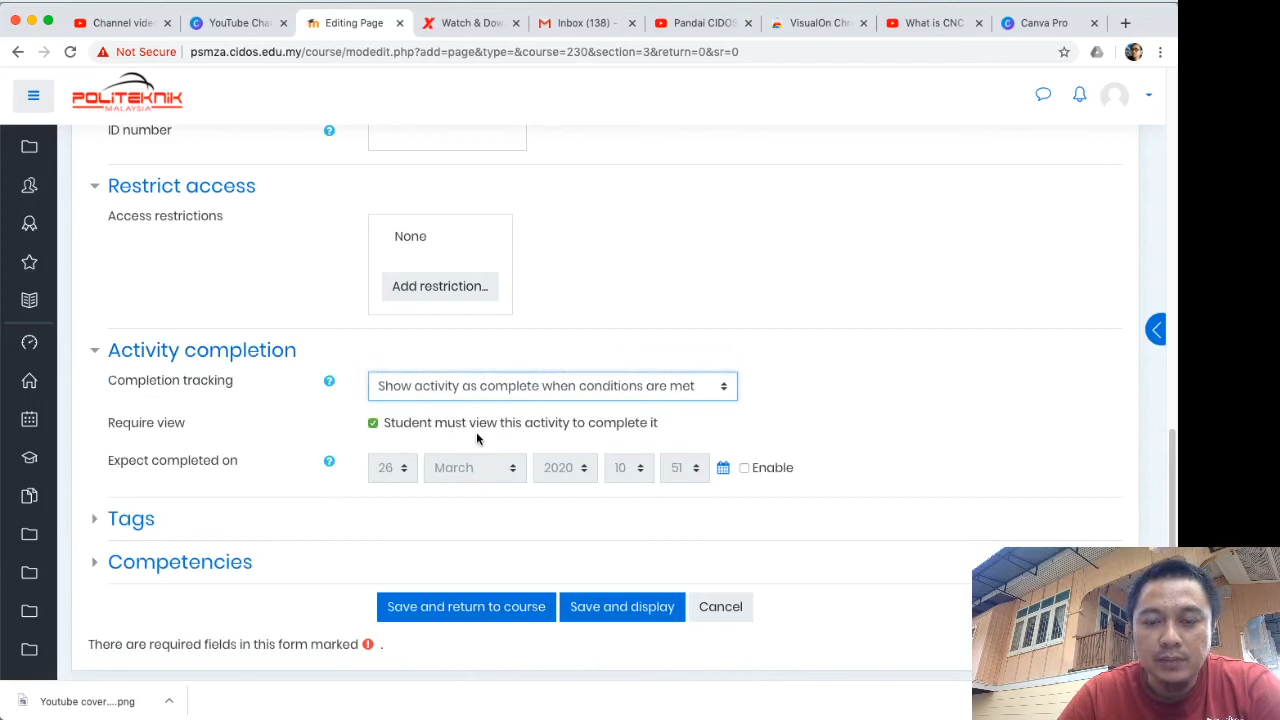 Channel vide
YouTube Cha
Editing Page
Watch & Dow
Inbox (138) -
Pandai CIDOS
VisualOn Chr
What is CNC
Canva Pro
Not Secure
psmza.cidos.edu.my/course/modedit.php?add=page&type=&course=230&section=3&return=0&sr=0
POLITEKNIK
MALAYSIA
ID number
Restrict access
Access restrictions
None
Add restriction...
Activity completion
Completion tracking
Show activity as complete when conditions are met
Require view
Student must view this activity to complete it
Expect completed on
26 March 2020 10 51 Enable
Tags
Competencies
Save and return to course Save and display Cancel
There are required fields in this form marked .
Youtube cover....png